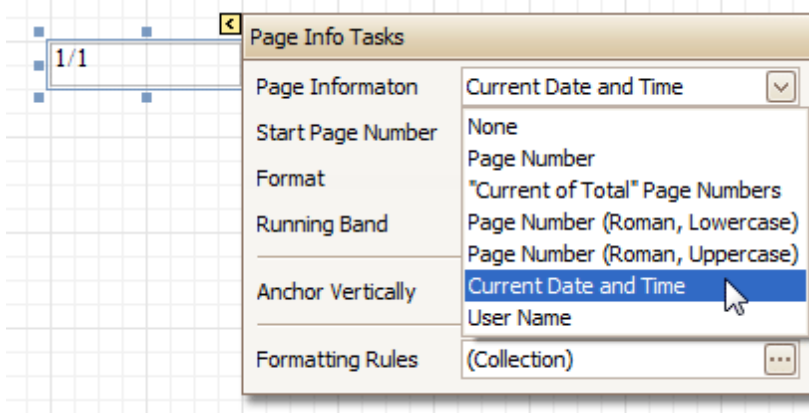 Page Info Tasks
1/1
Page Informaton
Current Date and Time
Start Page Number
None
Page Number
Format
"Current of Total" Page Numbers
Running Band
Page Number (Roman, Lowercase)
Page Number (Roman, Uppercase)
Anchor Vertically
Current Date and Time
User Name
Formatting Rules
(Collection)